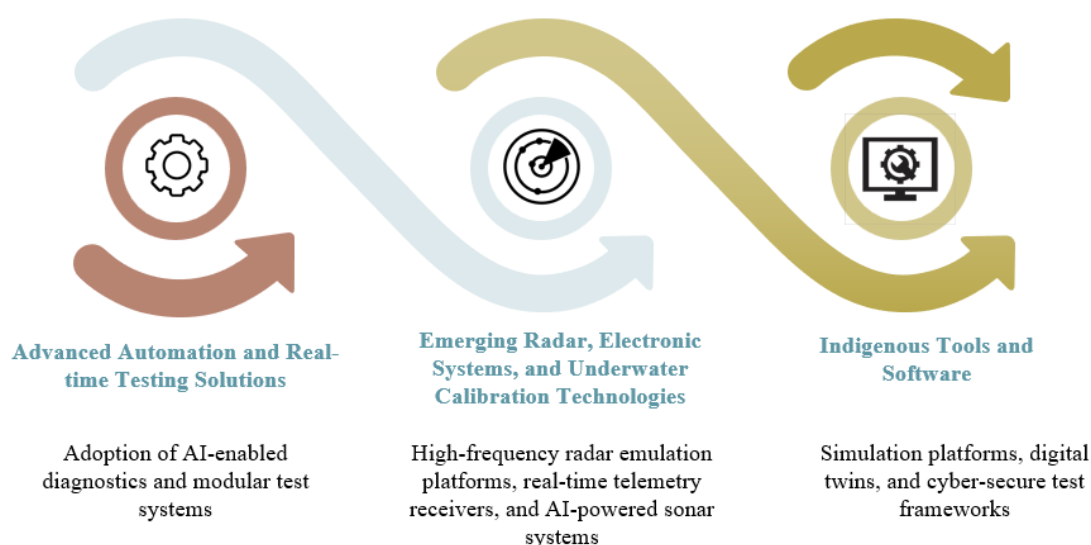 Advanced Automation and Real-
time Testing Solutions
Adoption of AI-enabled
diagnostics and modular test
systems
Emerging Radar, Electronic
Systems, and Underwater
Calibration Technologies
High-frequency radar emulation
platforms, real-time telemetry
receivers, and AI-powered sonar
systems
Indigenous Tools and
Software
Simulation platforms, digital
twins, and cyber-secure test
frameworks